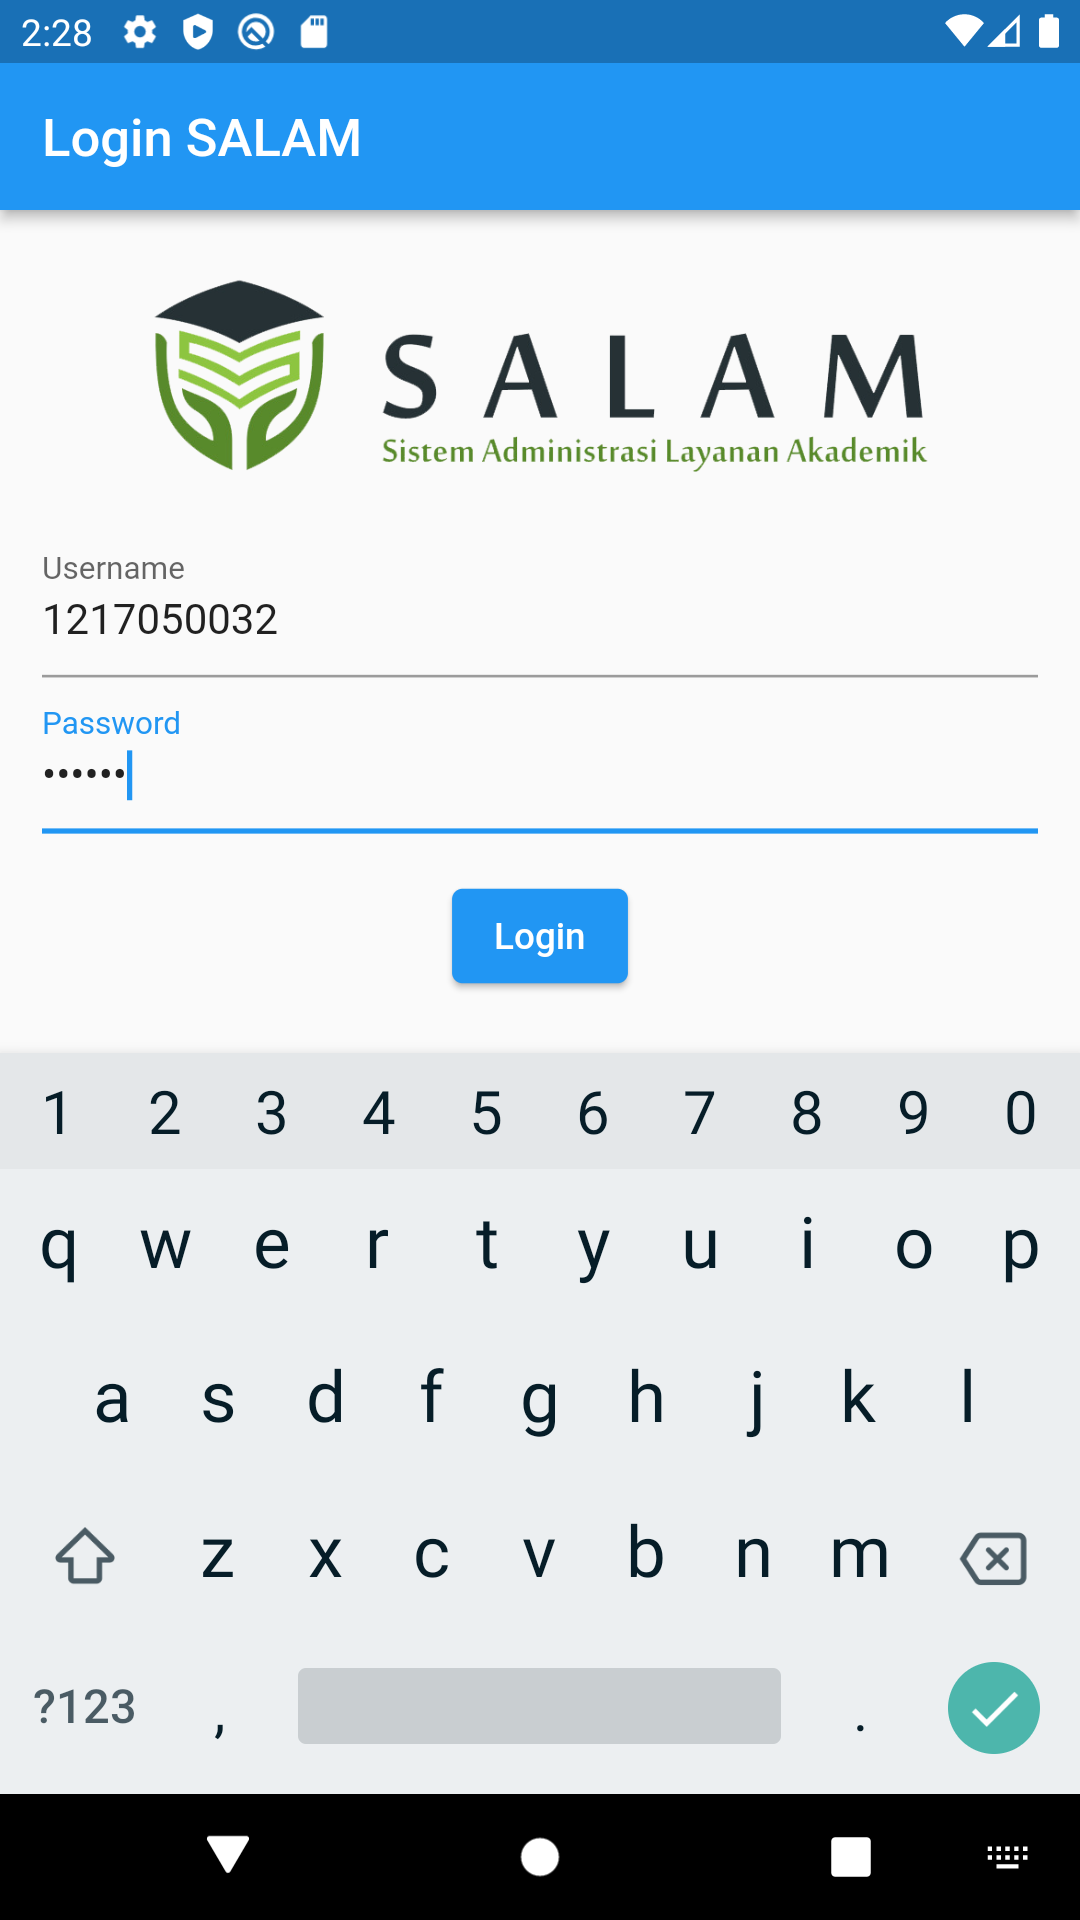 2:28
Login SALAM
SALAM
Sistem Administrasi Layanan Akademik
Username
1217050032
Password
••••••
Login
1 2 3 4 5 6 7 8 9 0
q w e r t y u i o p
a s d f g h j k l
z x c v b n m
?123 , .